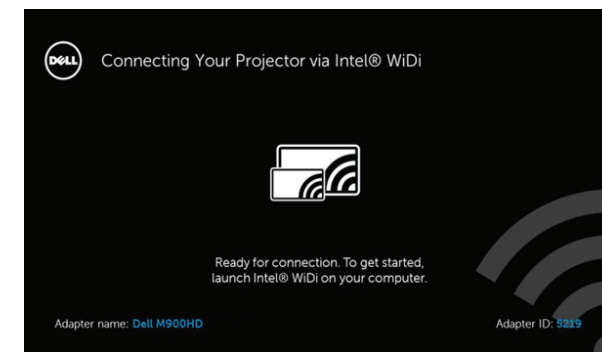 DELL
Connecting Your Projector via Intel® WiDi
Ready for connection. To get started,
launch Intel® WiDi on your computer.
Adapter name: Dell M900HD
Adapter ID: 5219